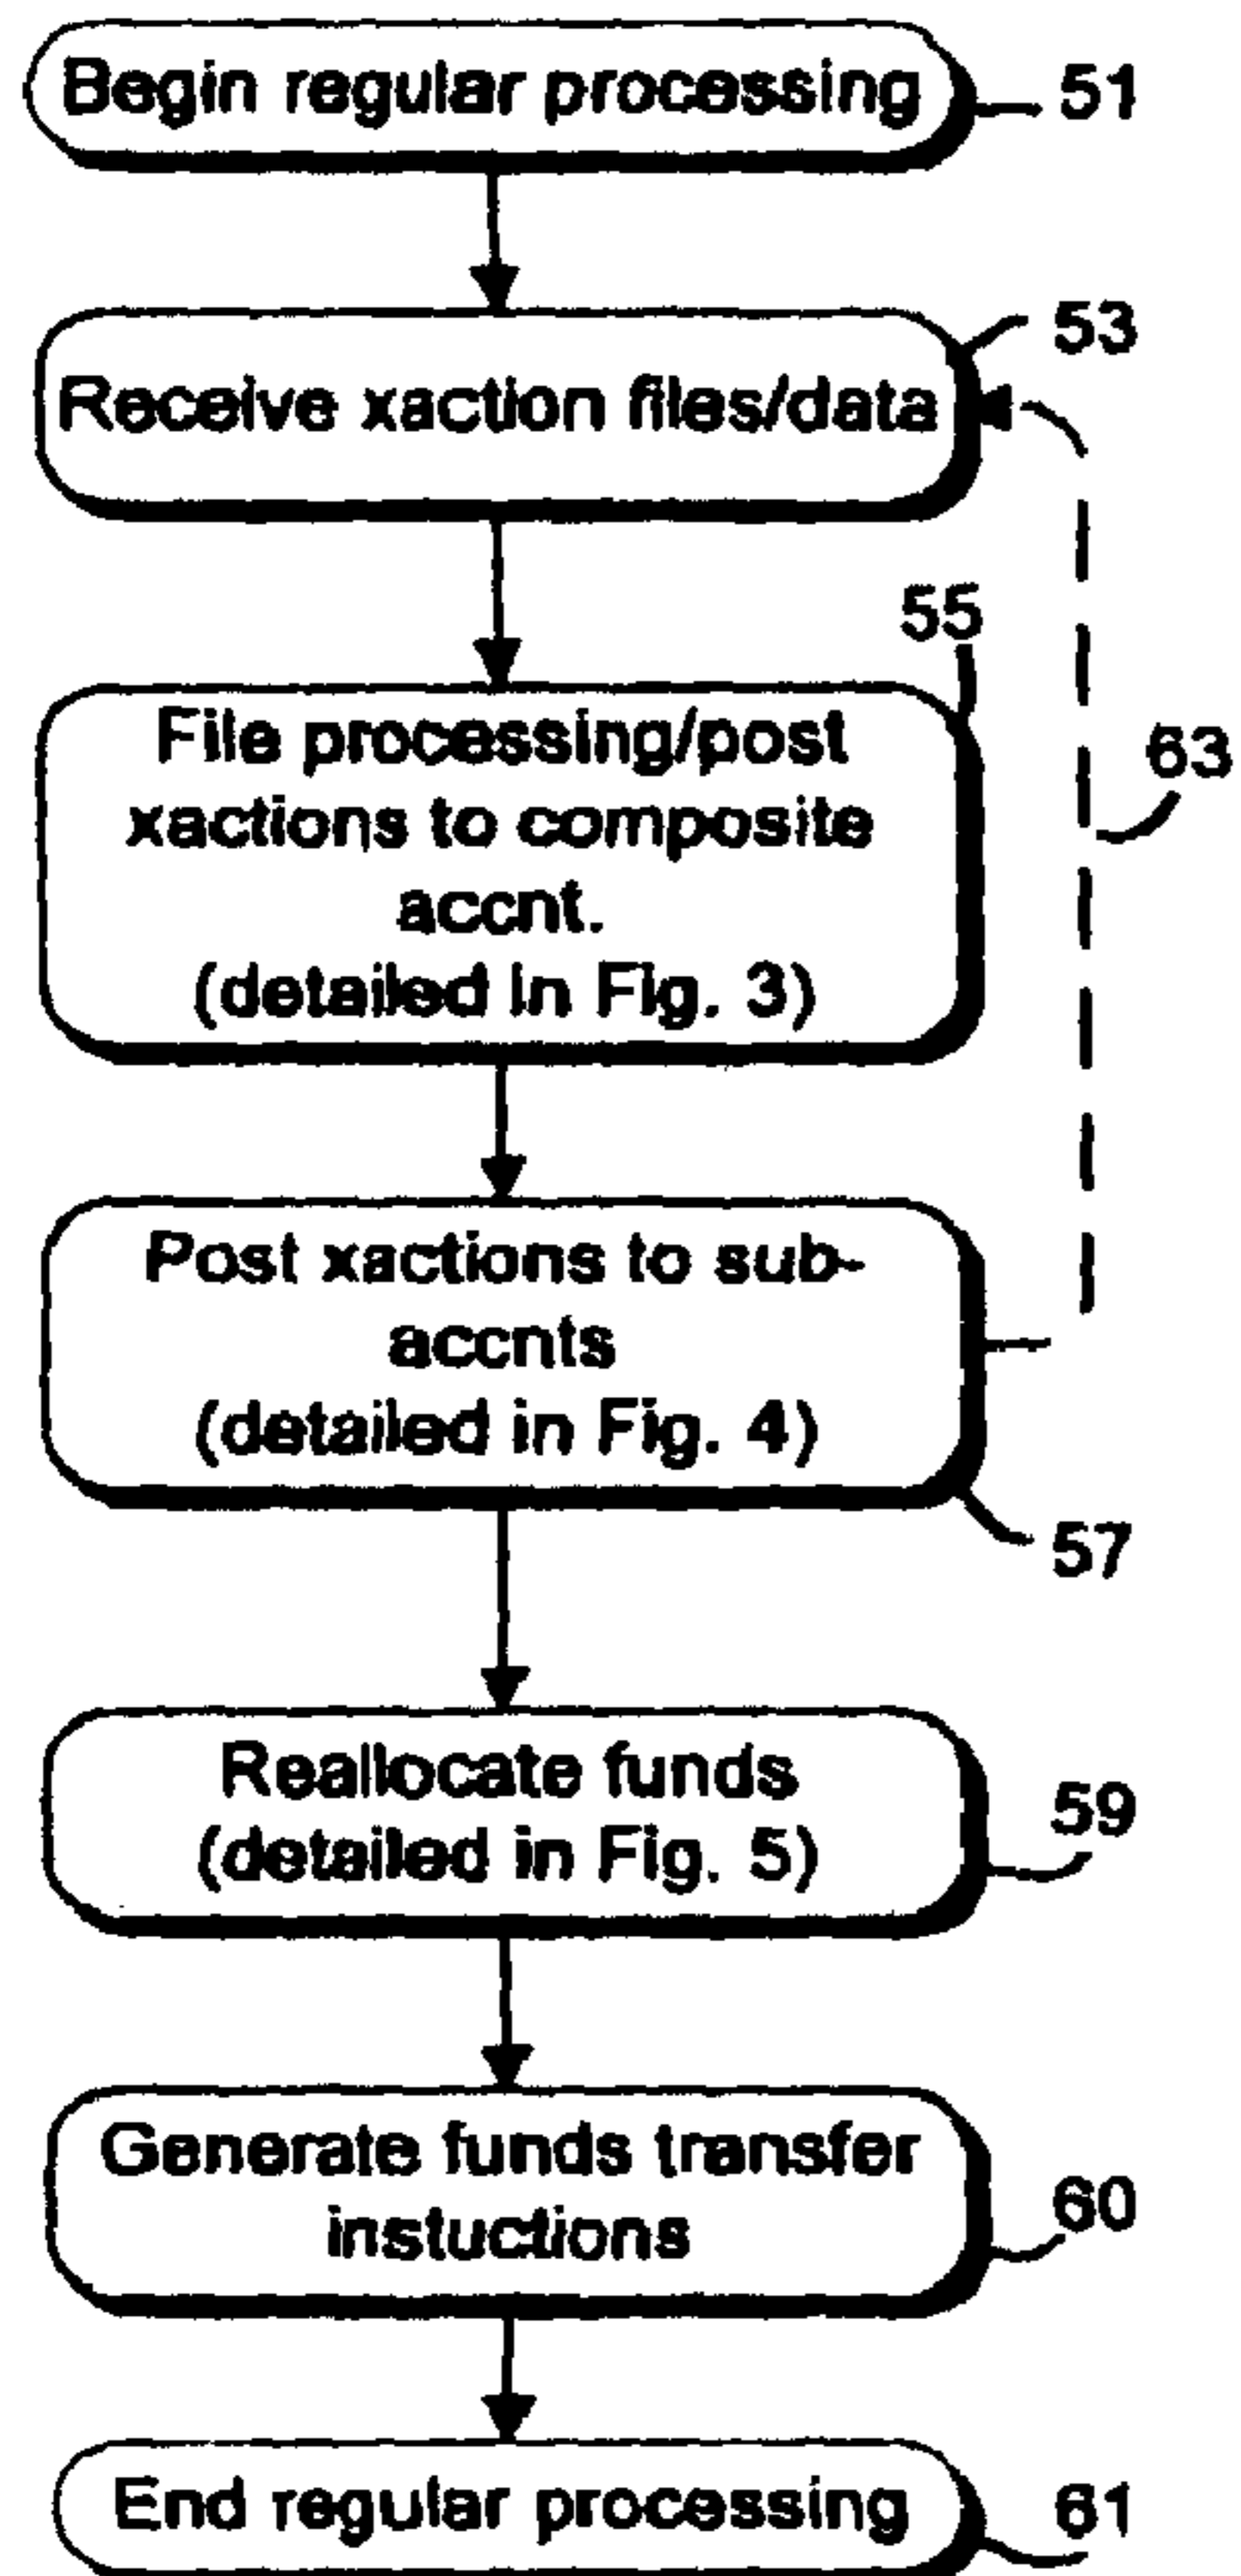 Begin regular processing
51
Receive xaction files/data
53
File processing/post
xactions to composite
accnt.
(detailed in Fig. 3)
55
63
Post xactions to sub-
accnts
(detailed in Fig. 4)
57
Reallocate funds
(detailed in Fig. 5)
59
Generate funds transfer
instuctions
60
End regular processing
61